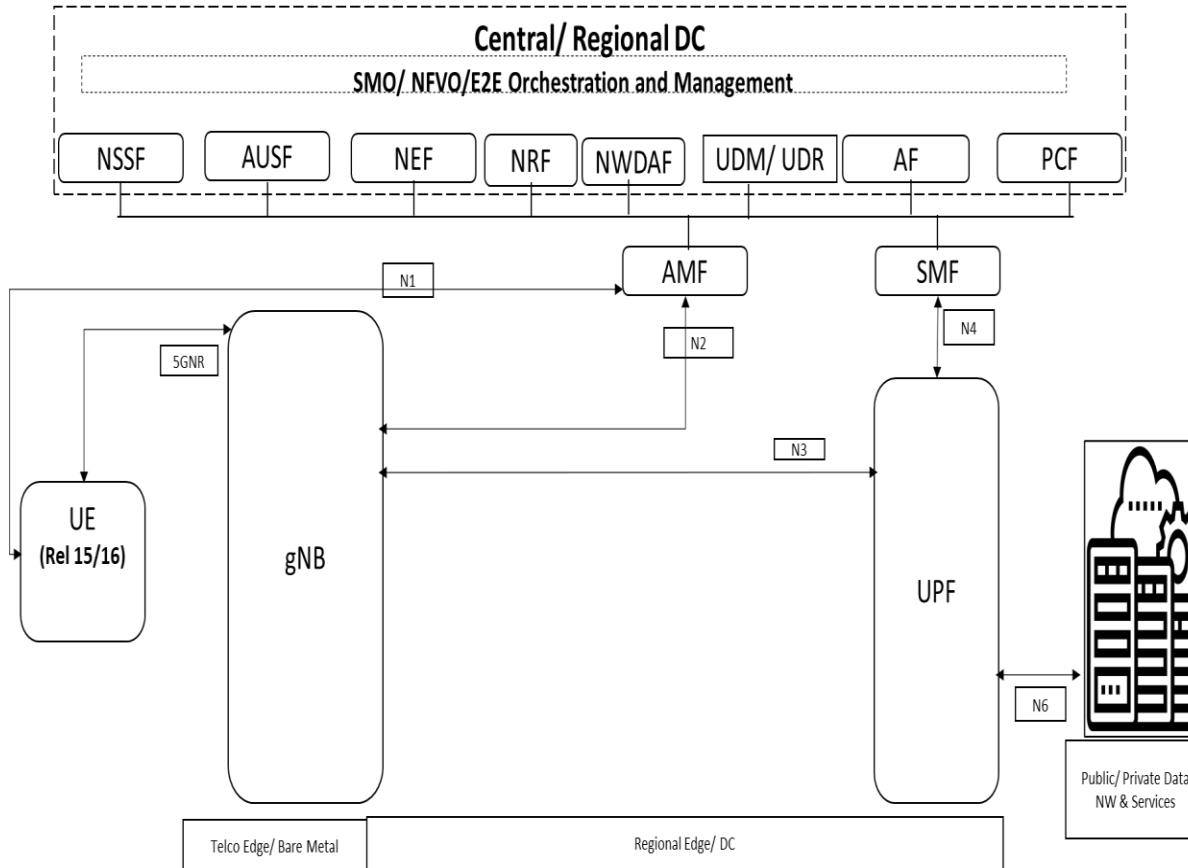 Central/ Regional DC
SMO/ NFVO/E2E Orchestration and Management
NSSF
AUSF
NEF
NRF
NWDAF
UDM/ UDR
AF
PCF
AMF
SMF
N1
N2
N4
5GNR
N3
UE
(Rel 15/16)
gNB
UPF
N6
Public/ Private Data
NW & Services
Telco Edge/ Bare Metal
Regional Edge/ DC